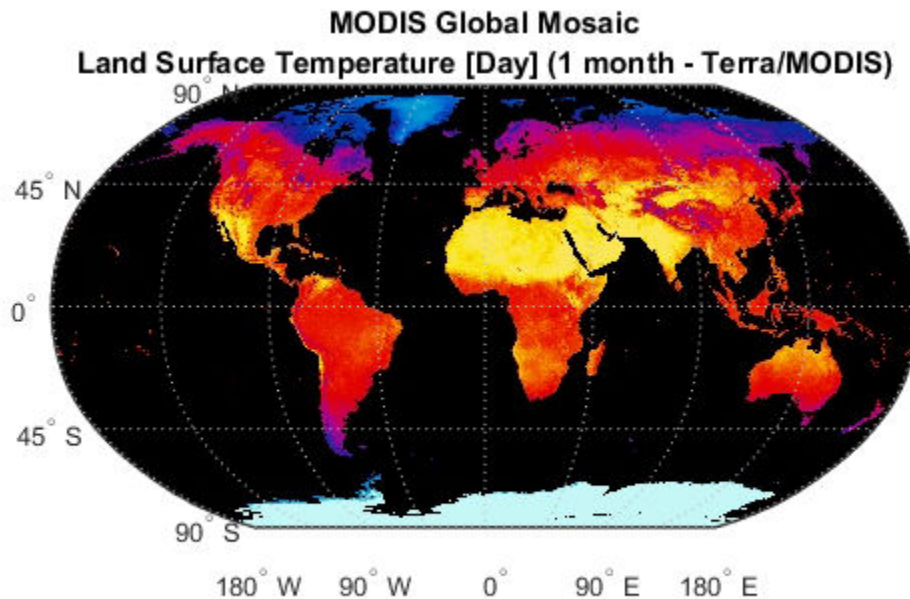 MODIS Global Mosaic
Land Surface Temperature [Day] (1 month - Terra/MODIS)
90° N
45° N
0°
45° S
90° S
180° W 90° W 0° 90° E 180° E